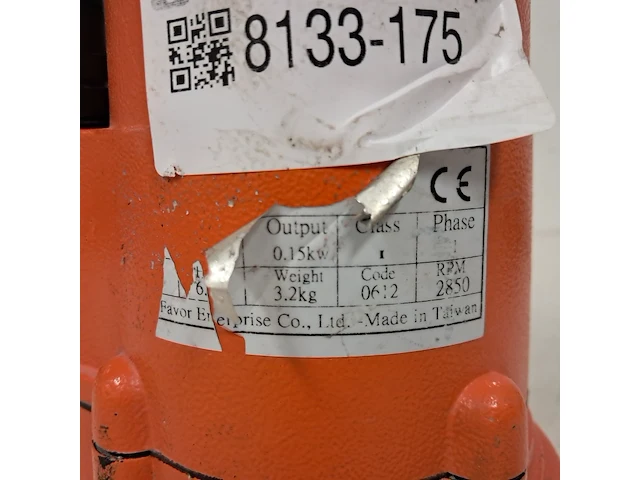 8133-175
CE
Output Class Phase
0.15kw I 1
Weight Code RPM
6. 3.2kg 0612 2850
Favor Enterprise Co., Ltd. -Made in Taiwan